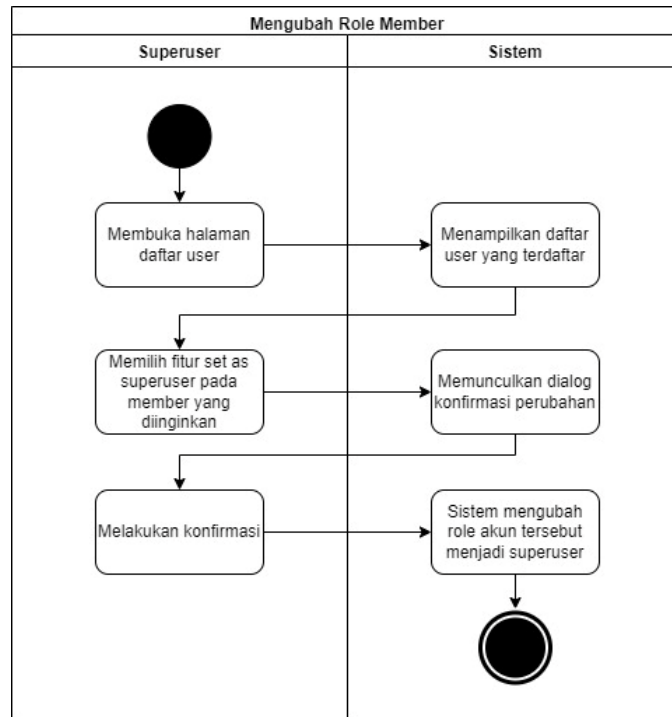 Mengubah Role Member
Superuser
Sistem
Membuka halaman
daftar user
Menampilkan daftar
user yang terdaftar
Memilih fitur set as
superuser pada
member yang
diinginkan
Memunculkan dialog
konfirmasi perubahan
Melakukan konfirmasi
Sistem mengubah
role akun tersebut
menjadi superuser